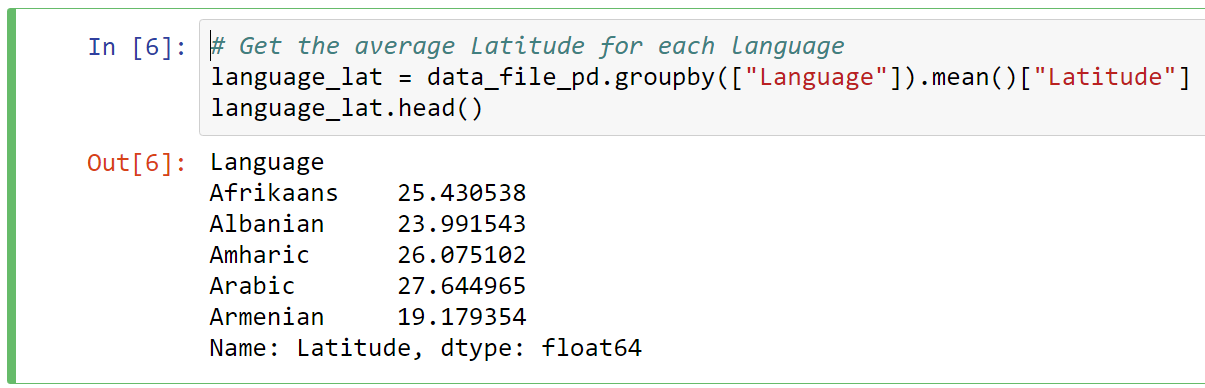 In [6]: # Get the average Latitude for each language
language_lat = data_file_pd.groupby(["Language"]).mean()["Latitude"]
language_lat.head()
Out[6]: Language
Afrikaans    25.430538
Albanian     23.991543
Amharic      26.075102
Arabic       27.644965
Armenian     19.179354
Name: Latitude, dtype: float64